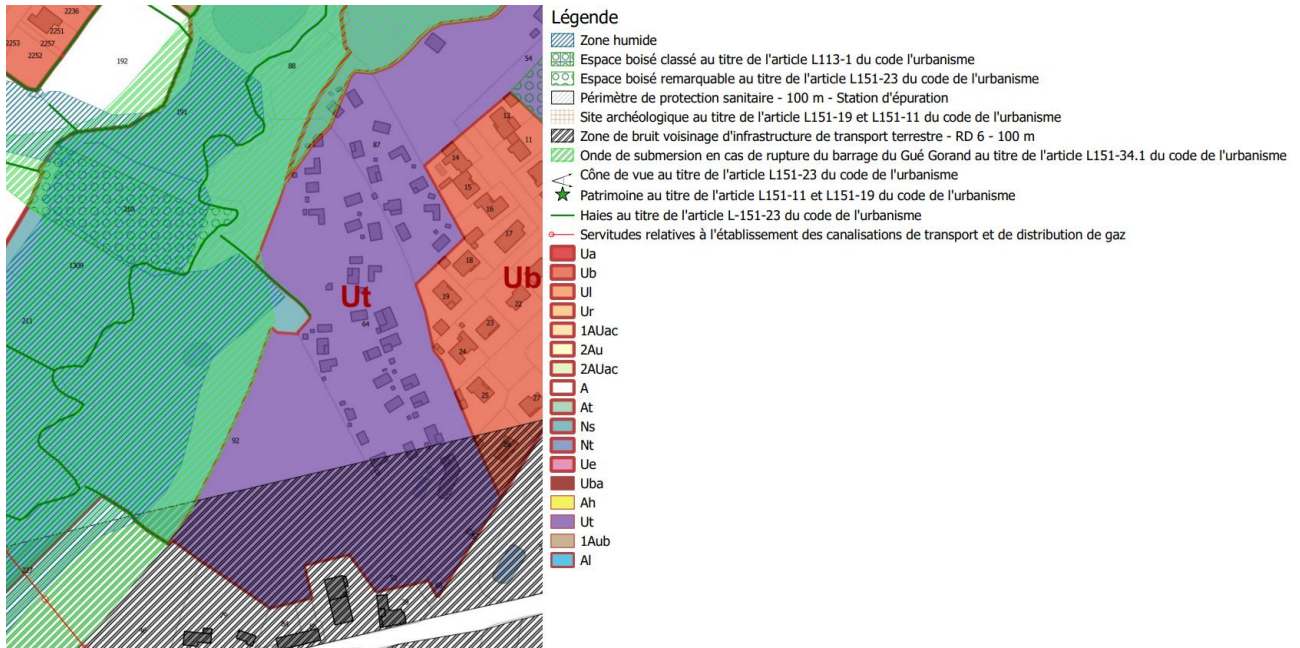 2236
2251
2253
2257
2252
192
88
191
210
1309
211
92
237
54
13
11
87
14
15
16
17
18
19
22
23
24
25
27
26
64
Ut
Ub
Légende
Zone humide
Espace boisé classé au titre de l'article L113-1 du code l'urbanisme
Espace boisé remarquable au titre de l'article L151-23 du code de l'urbanisme
Périmètre de protection sanitaire - 100 m - Station d'épuration
Site archéologique au titre de l'article L151-19 et L151-11 du code de l'urbanisme
Zone de bruit voisinage d'infrastructure de transport terrestre - RD 6 - 100 m
Onde de submersion en cas de rupture du barrage du Gué Gorand au titre de l'article L151-34.1 du code de l'urbanisme
Cône de vue au titre de l'article L151-23 du code de l'urbanisme
Patrimoine au titre de l'article L151-11 et L151-19 du code de l'urbanisme
Haies au titre de l'article L-151-23 du code de l'urbanisme
Servitudes relatives à l'établissement des canalisations de transport et de distribution de gaz
Ua
Ub
Ul
Ur
1AUac
2Au
2AUac
A
At
Ns
Nt
Ue
Uba
Ah
Ut
1Aub
Al